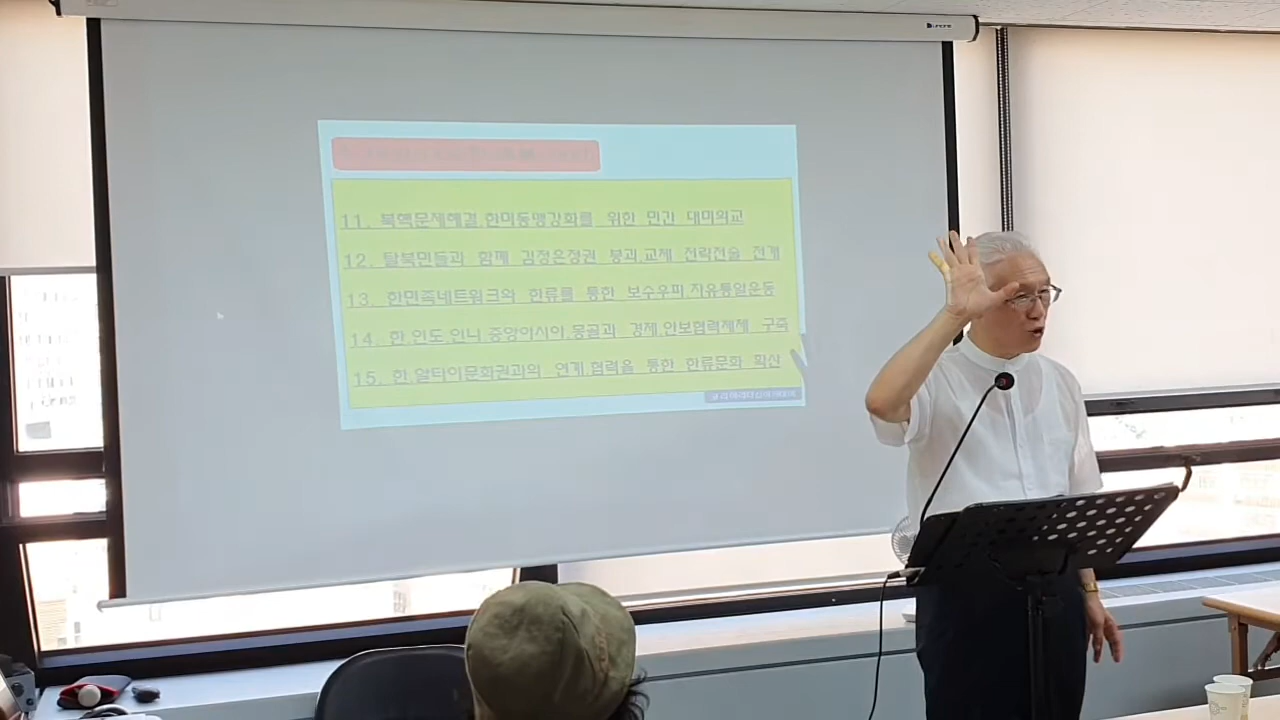 11. 북핵문제해결,한미동맹강화를 위한 민간 대미외교
12. 탈북민들과 함께 김정은정권 붕괴,교체 전략전술 전개
13. 한민족네트워크와 한류를 통한 보수우파 자유통일운동
14. 한.인도.인니.중앙아시아.몽골과 경제,안보협력체제 구축
15. 한.알타이문화권과의 연계,협력을 통한 한류문화 확산